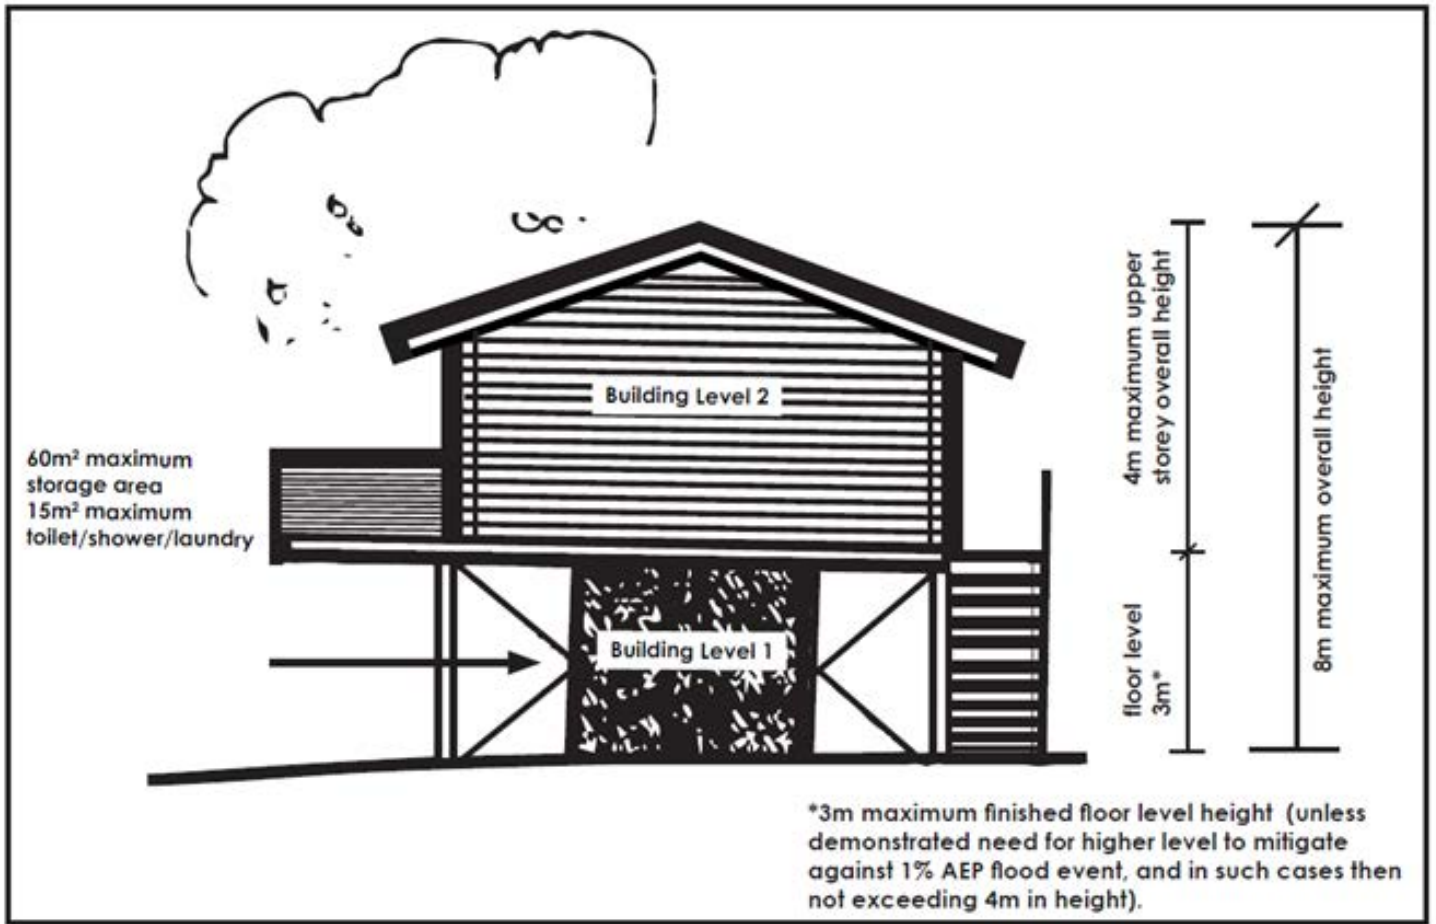 Building Level 2
60m² maximum
storage area
15m² maximum
toilet/shower/laundry
Building Level 1
4m maximum upper
storey overall height
floor level
3m*
8m maximum overall height
*3m maximum finished floor level height (unless
demonstrated need for higher level to mitigate
against 1% AEP flood event, and in such cases then
not exceeding 4m in height).